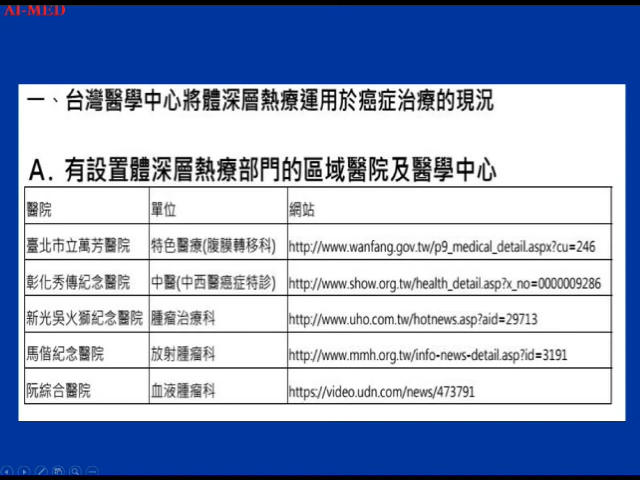 AI-MED
一、台灣醫學中心將體深層熱療運用於癌症治療的現況
A. 有設置體深層熱療部門的區域醫院及醫學中心
醫院 單位 網站
臺北市立萬芳醫院 特色醫療(腹膜轉移科) http://www.wanfang.gov.tw/p9_medical_detail.aspx?cu=246
彰化秀傳紀念醫院 中醫(中西醫癌症特診) http://www.show.org.tw/health_detail.asp?x_no=0000009286
新光吳火獅紀念醫院 腫瘤治療科 http://www.uho.com.tw/hotnews.asp?aid=29713
馬偕紀念醫院 放射腫瘤科 http://www.mmh.org.tw/info-news-detail.asp?id=3191
阮綜合醫院 血液腫瘤科 https://video.udn.com/news/473791